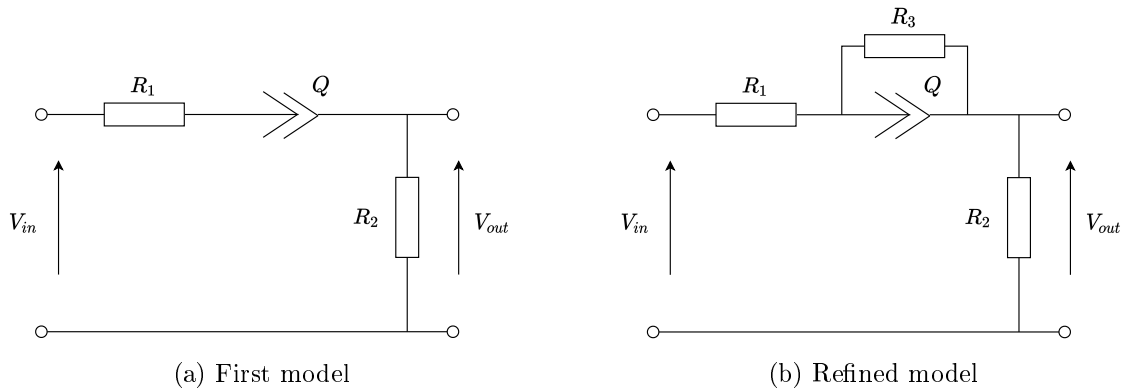 R1
Q
Vin
R2
Vout
(a) First model
R3
R1
Q
Vin
R2
Vout
(b) Refined model